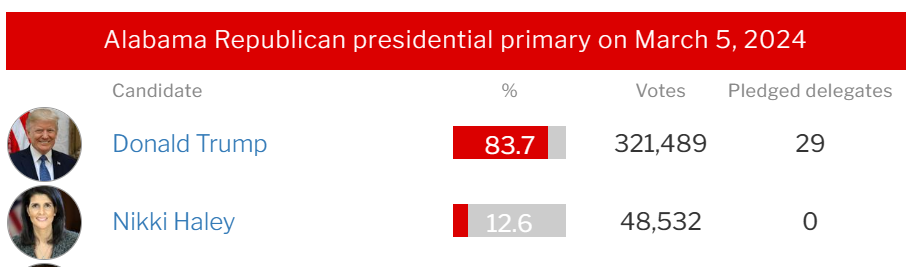 Alabama Republican presidential primary on March 5, 2024
Candidate % Votes Pledged delegates
Donald Trump 83.7 321,489 29
Nikki Haley 12.6 48,532 0